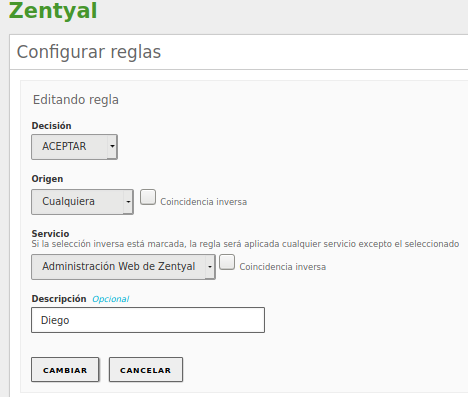 Zentyal
Configurar reglas
Editando regla
Decisión
ACEPTAR
Origen
Cualquiera Coincidencia inversa
Servicio
Si la selección inversa está marcada, la regla será aplicada cualquier servicio excepto el seleccionado
Administración Web de Zentyal Coincidencia inversa
Descripción Opcional
Diego
CAMBIAR CANCELAR